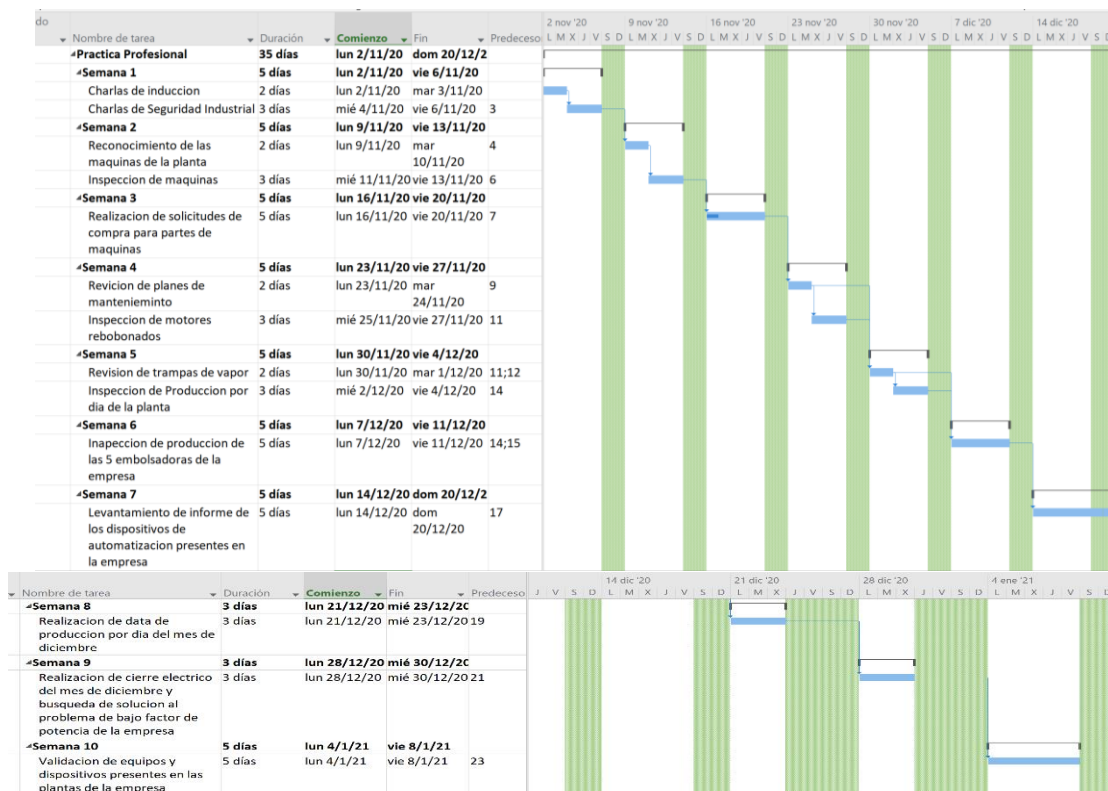 do
2 nov '20 9 nov '20 16 nov '20 23 nov '20 30 nov '20 7 dic '20 14 dic '20
Nombre de tarea Duración Comienzo Fin Predeceso L M X J V S D L M X J V S D L M X J V S D L M X J V S D L M X J V S D L M X J V S D L M X J V S D
Practica Profesional 35 días lun 2/11/20 dom 20/12/2
Semana 1 5 días lun 2/11/20 vie 6/11/20
Charlas de induccion 2 días lun 2/11/20 mar 3/11/20
Charlas de Seguridad Industrial 3 días mié 4/11/20 vie 6/11/20 3
Semana 2 5 días lun 9/11/20 vie 13/11/20
Reconocimiento de las 2 días lun 9/11/20 mar 4
maquinas de la planta 10/11/20
Inspeccion de maquinas 3 días mié 11/11/20 vie 13/11/20 6
Semana 3 5 días lun 16/11/20 vie 20/11/20
Realizacion de solicitudes de 5 días lun 16/11/20 vie 20/11/20 7
compra para partes de
maquinas
Semana 4 5 días lun 23/11/20 vie 27/11/20
Revicion de planes de 2 días lun 23/11/20 mar 9
mantenieminto 24/11/20
Inspeccion de motores 3 días mié 25/11/20 vie 27/11/20 11
rebobonados
Semana 5 5 días lun 30/11/20 vie 4/12/20
Revision de trampas de vapor 2 días lun 30/11/20 mar 1/12/20 11;12
Inspeccion de Produccion por 3 días mié 2/12/20 vie 4/12/20 14
dia de la planta
Semana 6 5 días lun 7/12/20 vie 11/12/20
Inapeccion de produccion de 5 días lun 7/12/20 vie 11/12/20 14;15
las 5 embolsadoras de la
empresa
Semana 7 5 días lun 14/12/20 dom 20/12/2
Levantamiento de informe de 5 días lun 14/12/20 dom 17
los dispositivos de 20/12/20
automatizacion presentes en
la empresa
14 dic '20 21 dic '20 28 dic '20 4 ene '21
Nombre de tarea Duración Comienzo Fin Predeceso J V S D L M X J V S D L M X J V S D L M X J V S D L M X J V S D
Semana 8 3 días lun 21/12/20 mié 23/12/20
Realizacion de data de 3 días lun 21/12/20 mié 23/12/20 19
produccion por dia del mes de
diciembre
Semana 9 3 días lun 28/12/20 mié 30/12/20
Realizacion de cierre electrico 3 días lun 28/12/20 mié 30/12/20 21
del mes de diciembre y
busqueda de solucion al
problema de bajo factor de
potencia de la empresa
Semana 10 5 días lun 4/1/21 vie 8/1/21
Validacion de equipos y 5 días lun 4/1/21 vie 8/1/21 23
dispositivos presentes en las
plantas de la empresa